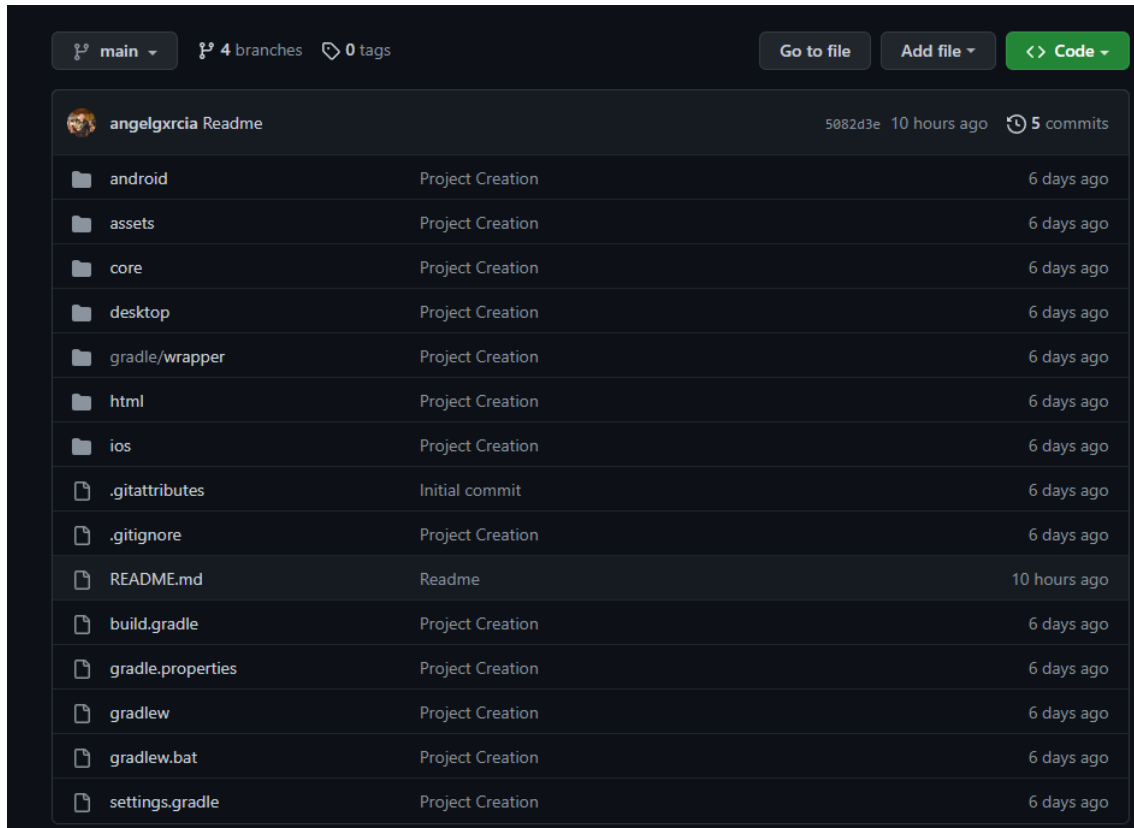 main 4 branches 0 tags Go to file Add file <> Code
angelgxrcia Readme 5082d3e 10 hours ago 5 commits
android Project Creation 6 days ago
assets Project Creation 6 days ago
core Project Creation 6 days ago
desktop Project Creation 6 days ago
gradle/wrapper Project Creation 6 days ago
html Project Creation 6 days ago
ios Project Creation 6 days ago
.gitattributes Initial commit 6 days ago
.gitignore Project Creation 6 days ago
README.md Readme 10 hours ago
build.gradle Project Creation 6 days ago
gradle.properties Project Creation 6 days ago
gradlew Project Creation 6 days ago
gradlew.bat Project Creation 6 days ago
settings.gradle Project Creation 6 days ago